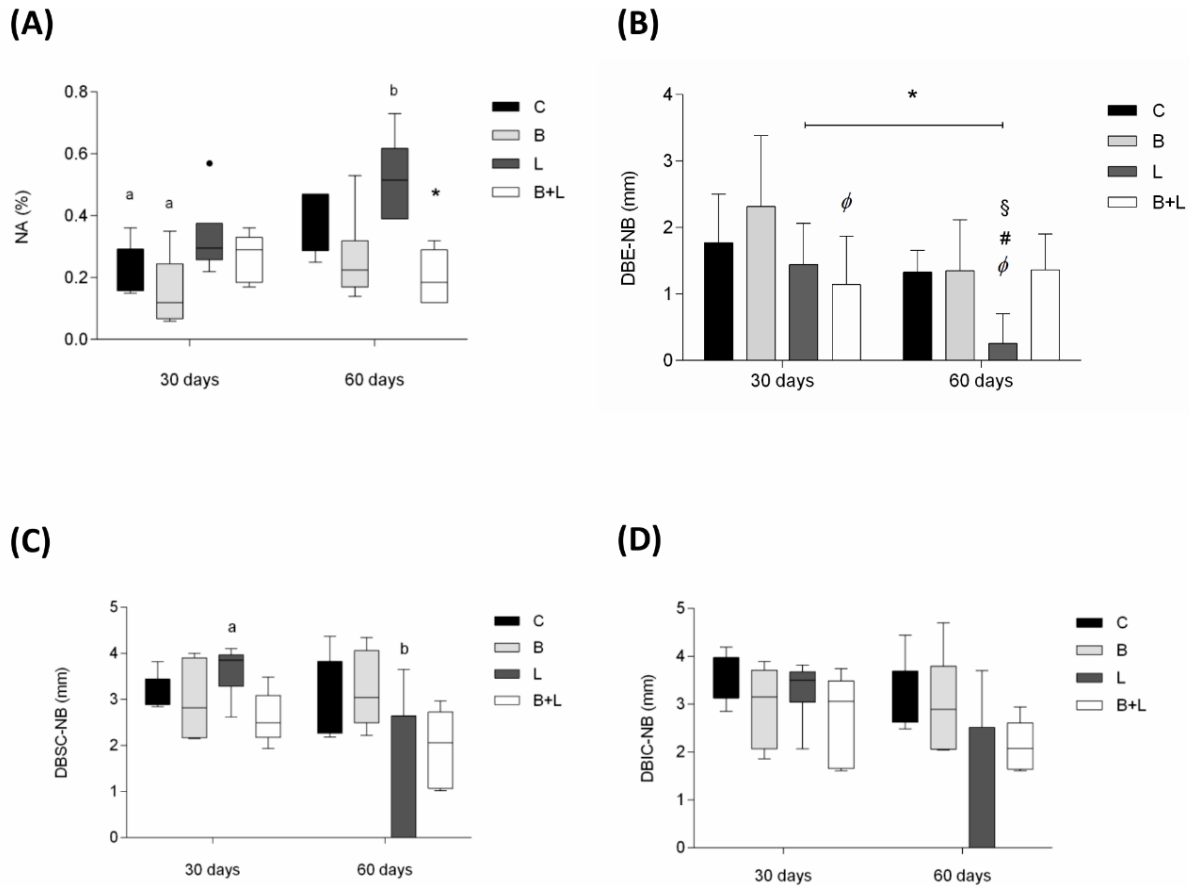 (A)
0.8
0.6
0.4
0.2
0.0
NA (%)
a
a
•
b
*
30 days
60 days
C
B
L
B+L
(B)
4
3
2
1
0
DBE-NB (mm)
*
ϕ
§
#
ϕ
30 days
60 days
C
B
L
B+L
(C)
5
4
3
2
1
0
DBSC-NB (mm)
a
b
30 days
60 days
C
B
L
B+L
(D)
5
4
3
2
1
0
DBIC-NB (mm)
30 days
60 days
C
B
L
B+L